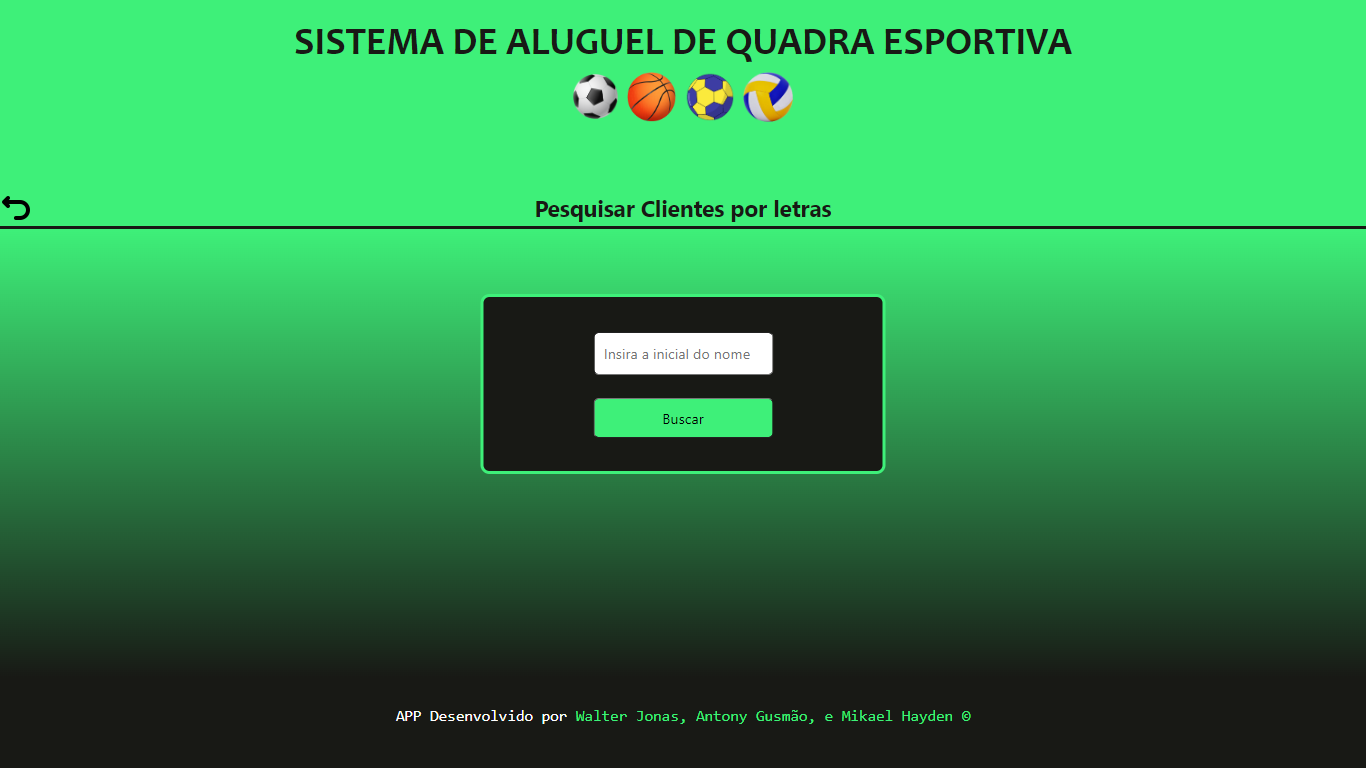 SISTEMA DE ALUGUEL DE QUADRA ESPORTIVA
Pesquisar Clientes por letras
Insira a inicial do nome
Buscar
APP Desenvolvido por Walter Jonas, Antony Gusmão, e Mikael Hayden ©